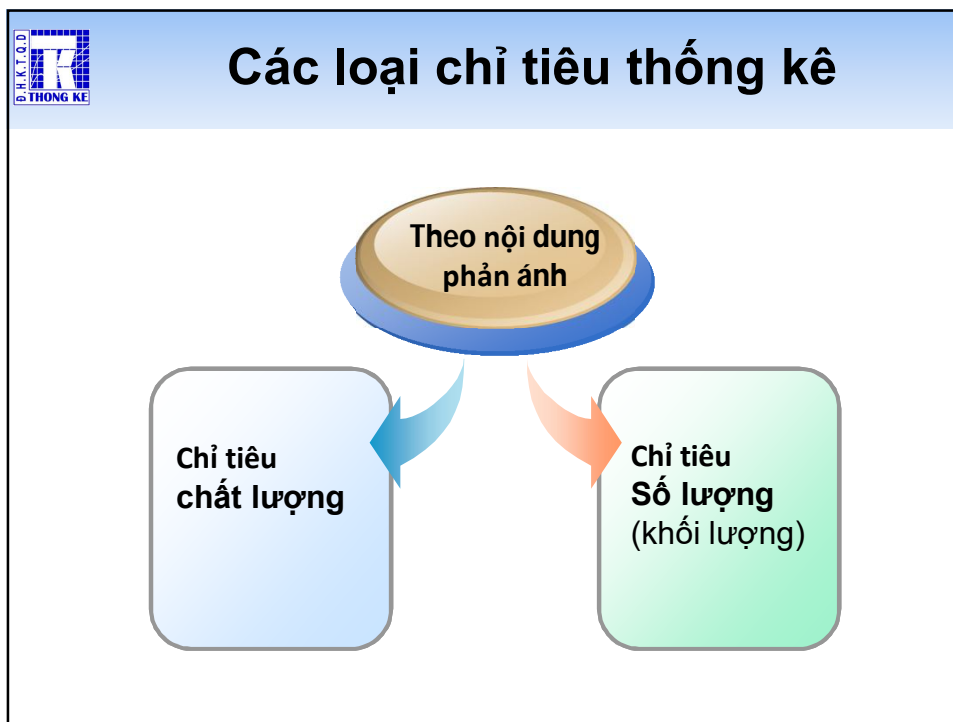 Đ.H.K.T.Q.D
TK
THONG KE
Các loại chỉ tiêu thống kê
Theo nội dung
phản ánh
Chỉ tiêu
chất lượng
Chỉ tiêu
Số lượng
(khối lượng)